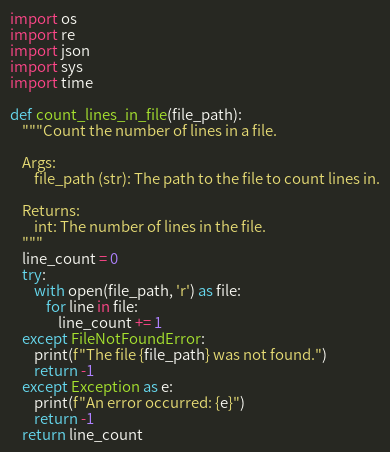 import os
import re
import json
import sys
import time

def count_lines_in_file(file_path):
    """Count the number of lines in a file.

    Args:
        file_path (str): The path to the file to count lines in.

    Returns:
        int: The number of lines in the file.
    """
    line_count = 0
    try:
        with open(file_path, 'r') as file:
            for line in file:
                line_count += 1
    except FileNotFoundError:
        print(f"The file {file_path} was not found.")
        return -1
    except Exception as e:
        print(f"An error occurred: {e}")
        return -1
    return line_count